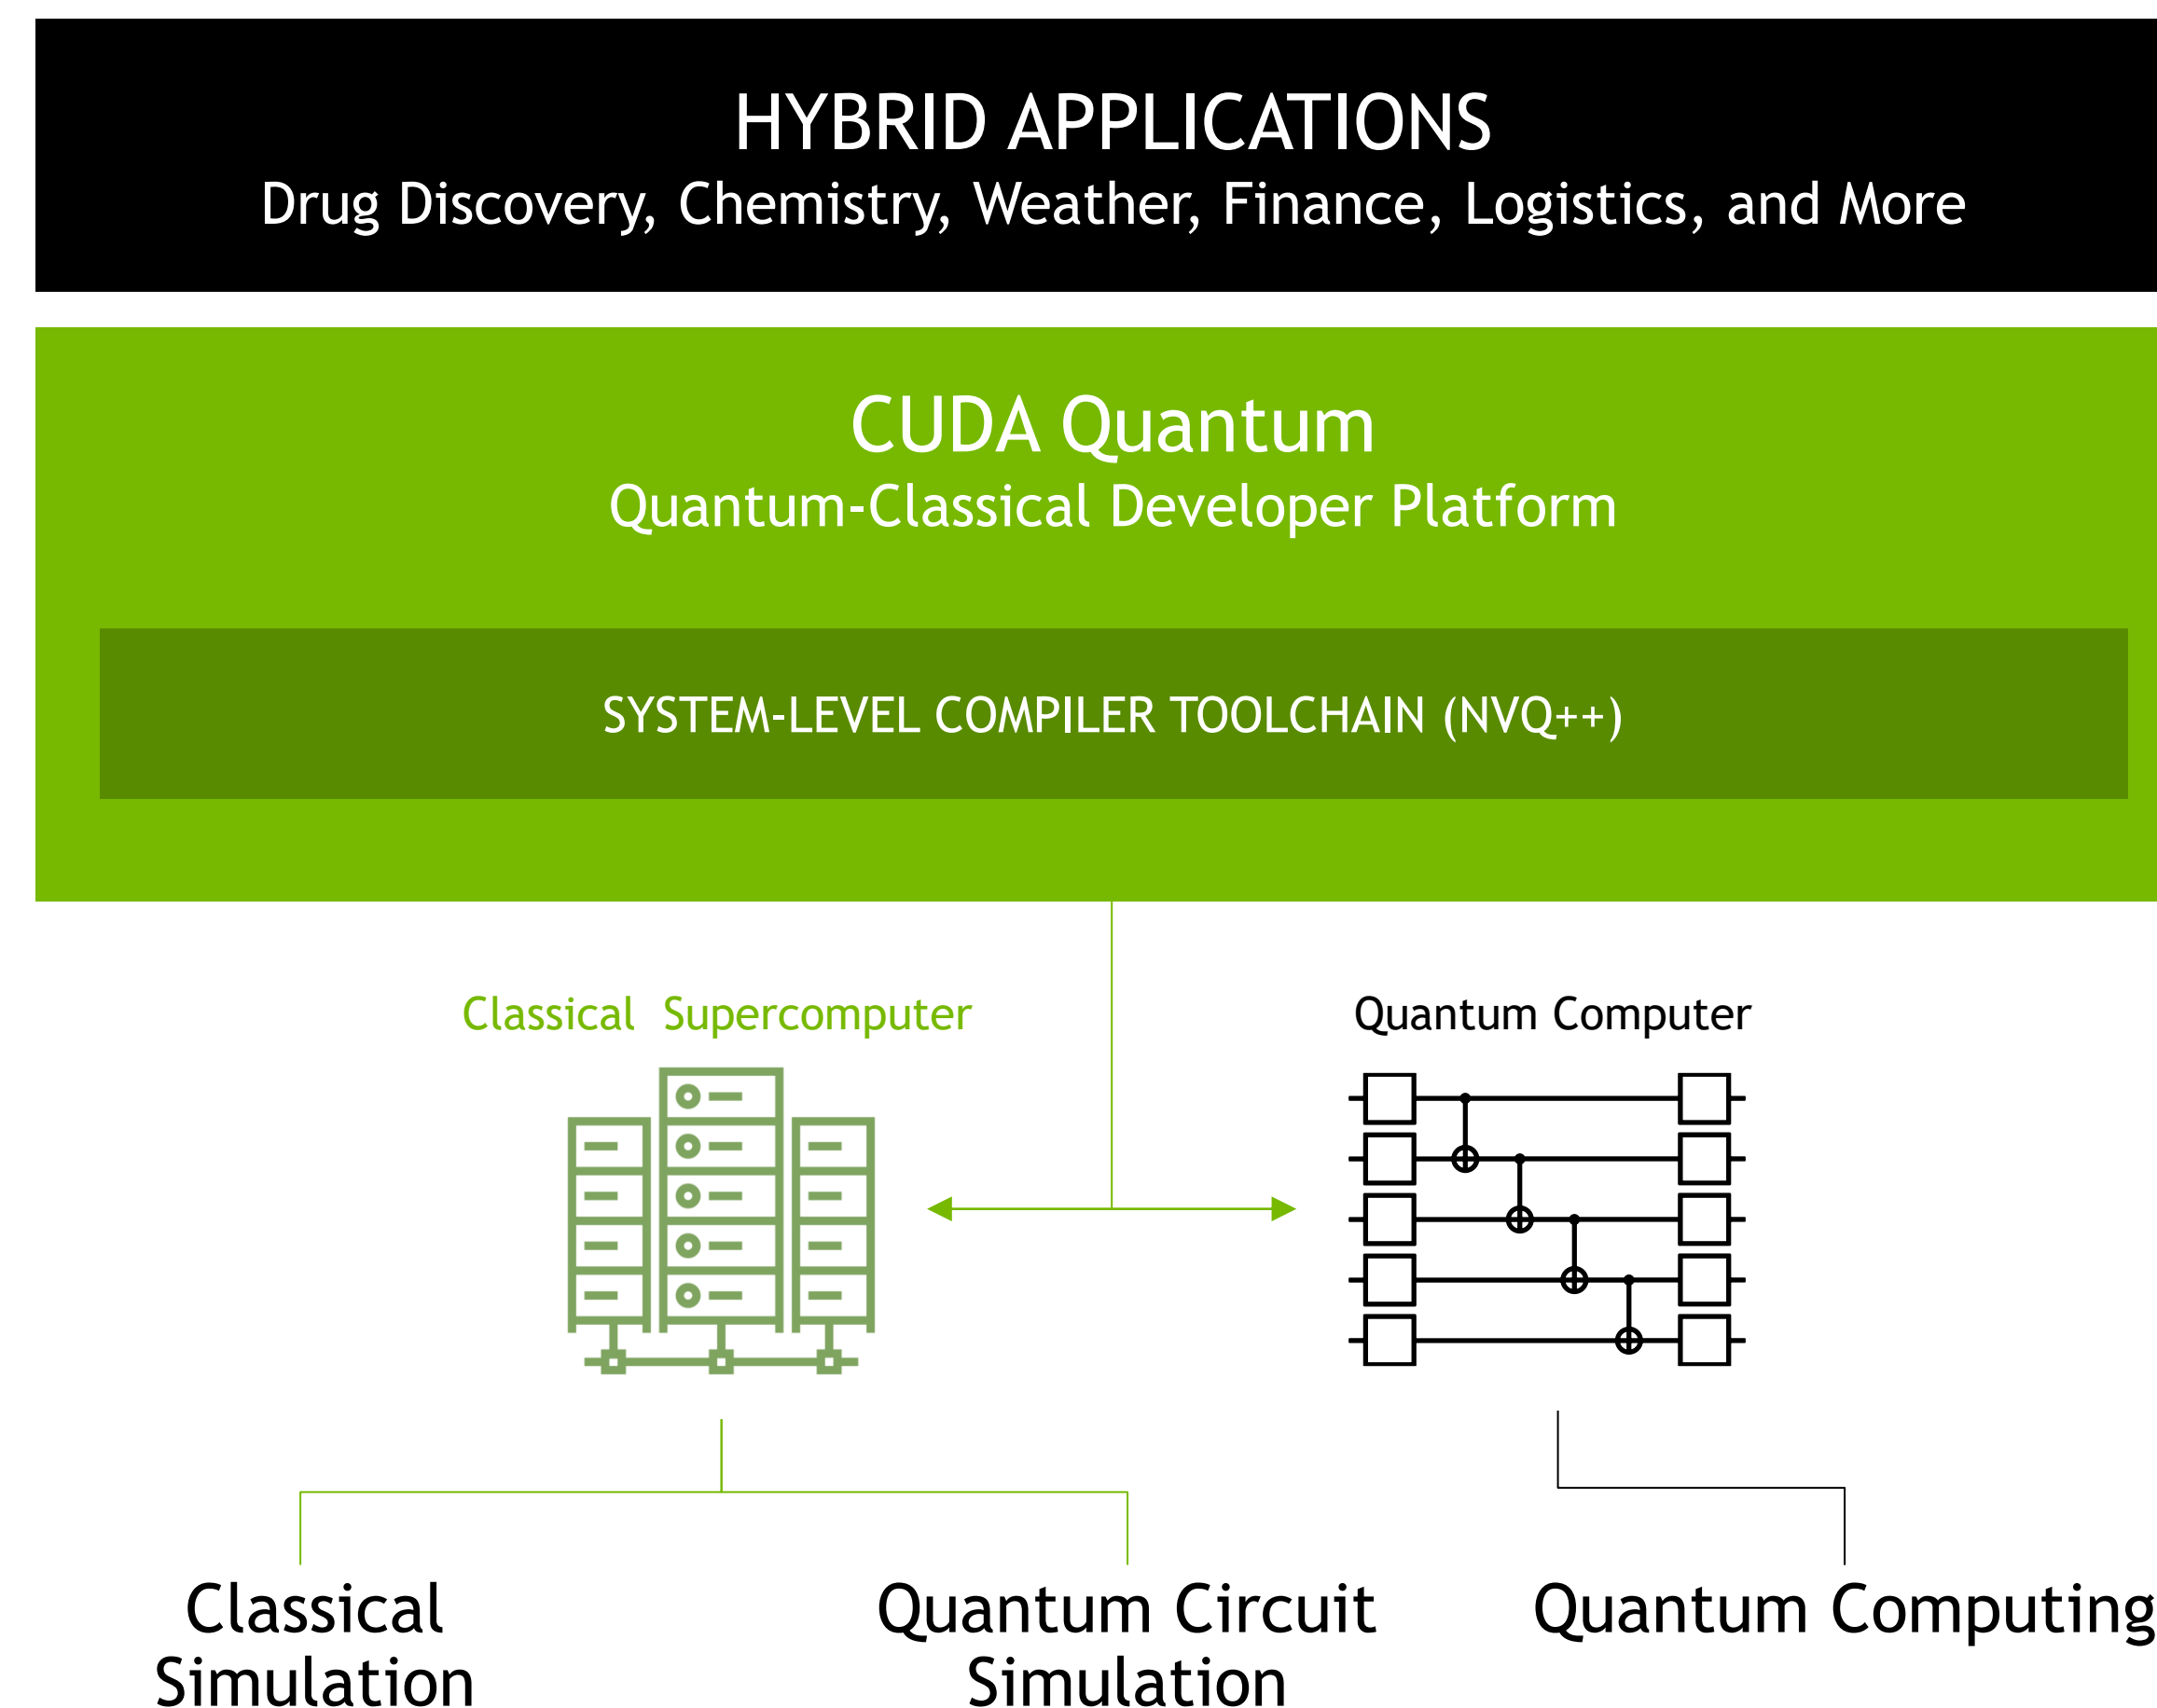 HYBRID APPLICATIONS
Drug Discovery, Chemistry, Weather, Finance, Logistics, and More
CUDA Quantum
Quantum-Classical Developer Platform
SYSTEM-LEVEL COMPILER TOOLCHAIN (NVQ++)
Classical Supercomputer
Quantum Computer
Classical
Simulation
Quantum Circuit
Simulation
Quantum Computing